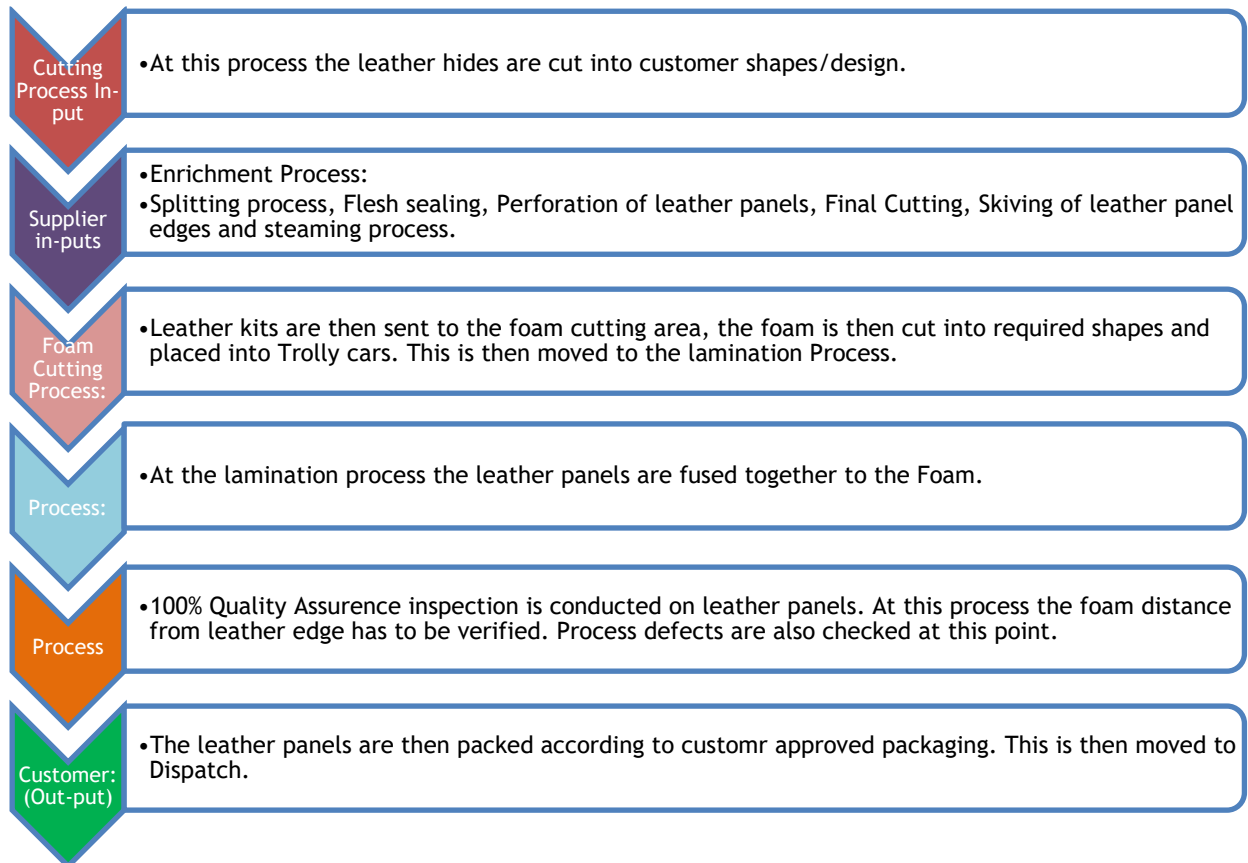 Cutting
Process In-
put
•At this process the leather hides are cut into customer shapes/design.
Supplier
in-puts
•Enrichment Process:
•Splitting process, Flesh sealing, Perforation of leather panels, Final Cutting, Skiving of leather panel
edges and steaming process.
Foam
Cutting
Process:
•Leather kits are then sent to the foam cutting area, the foam is then cut into required shapes and
placed into Trolly cars. This is then moved to the lamination Process.
Process:
•At the lamination process the leather panels are fused together to the Foam.
Process
•100% Quality Assurence inspection is conducted on leather panels. At this process the foam distance
from leather edge has to be verified. Process defects are also checked at this point.
Customer:
(Out-put)
•The leather panels are then packed according to customr approved packaging. This is then moved to
Dispatch.